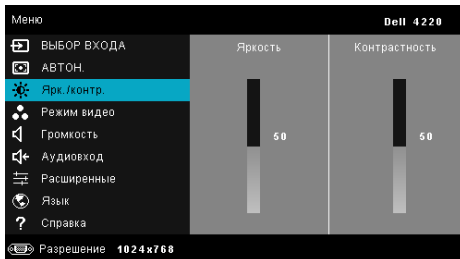 Меню Dell 4220
ВЫБОР ВХОДА
АВТОН.
Ярк./контр.
Режим видео
Громкость
Аудиовход
Расширенные
Язык
? Справка
Яркость Контрастность
50 50
Разрешение 1024x768